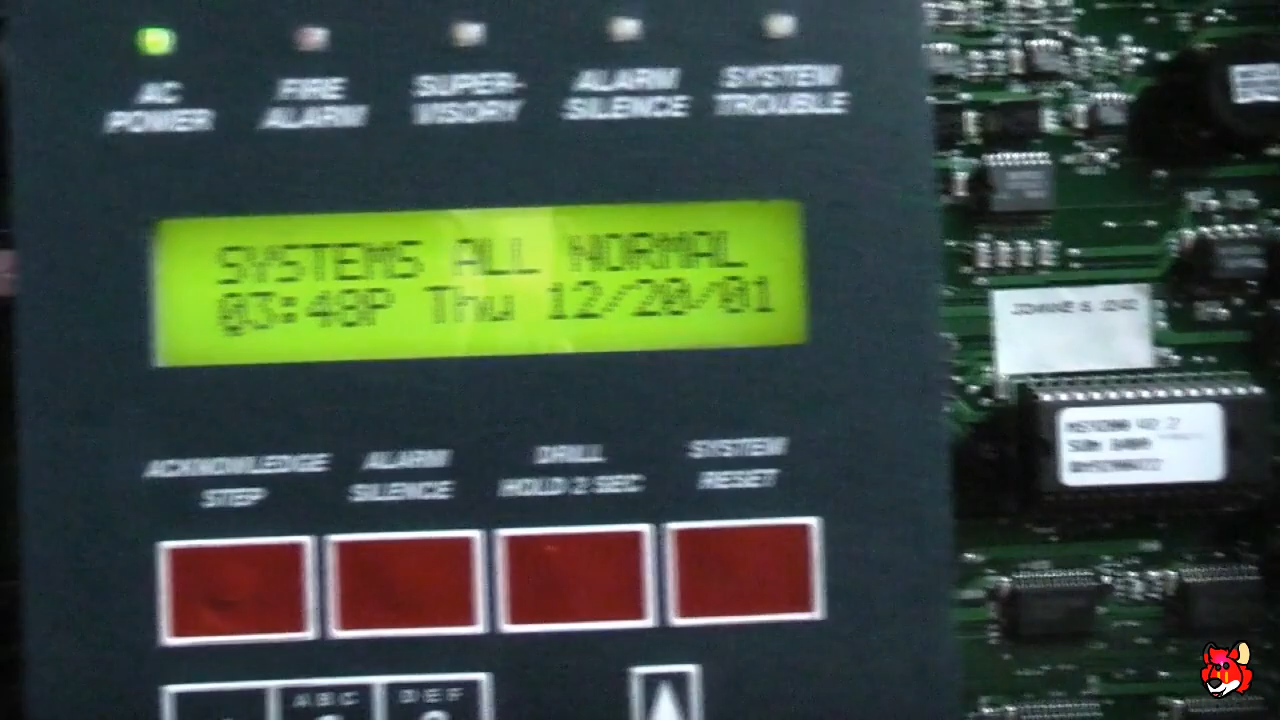 AC
POWER
FIRE
ALARM
SUPER-
VISORY
ALARM
SILENCE
SYSTEM
TROUBLE
SYSTEMS ALL NORMAL
03:48P Thu 12/20/01
ACKNOWLEDGE
STEP
ALARM
SILENCE
DRILL
HOLD 2 SEC
SYSTEM
RESET
ABC
DEF